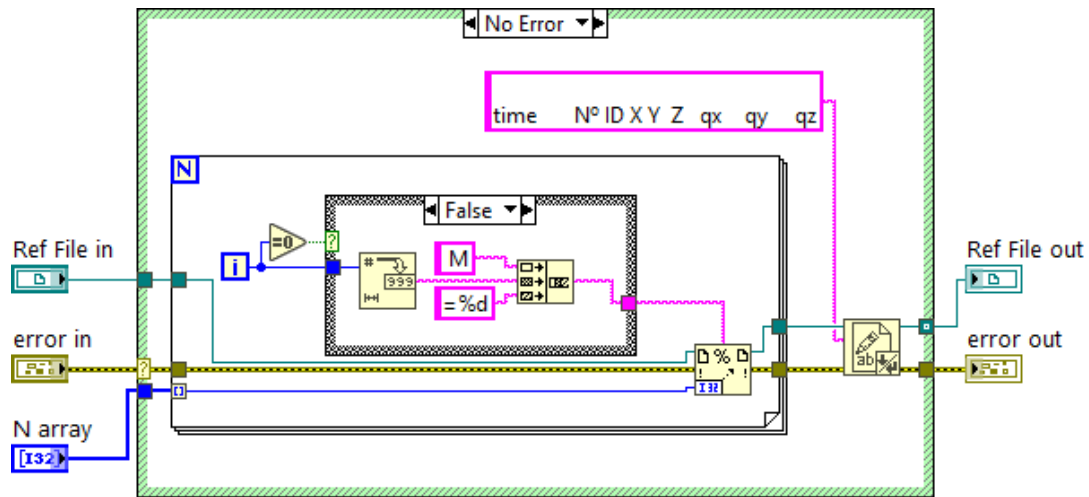 No Error
time Nº ID X Y Z qx qy qz
N
False
=0
?
Ref File in
i
#
999
M
=%d
Ref File out
error in
?
%
! !
I32
ab
error out
N array
[]
[I32]